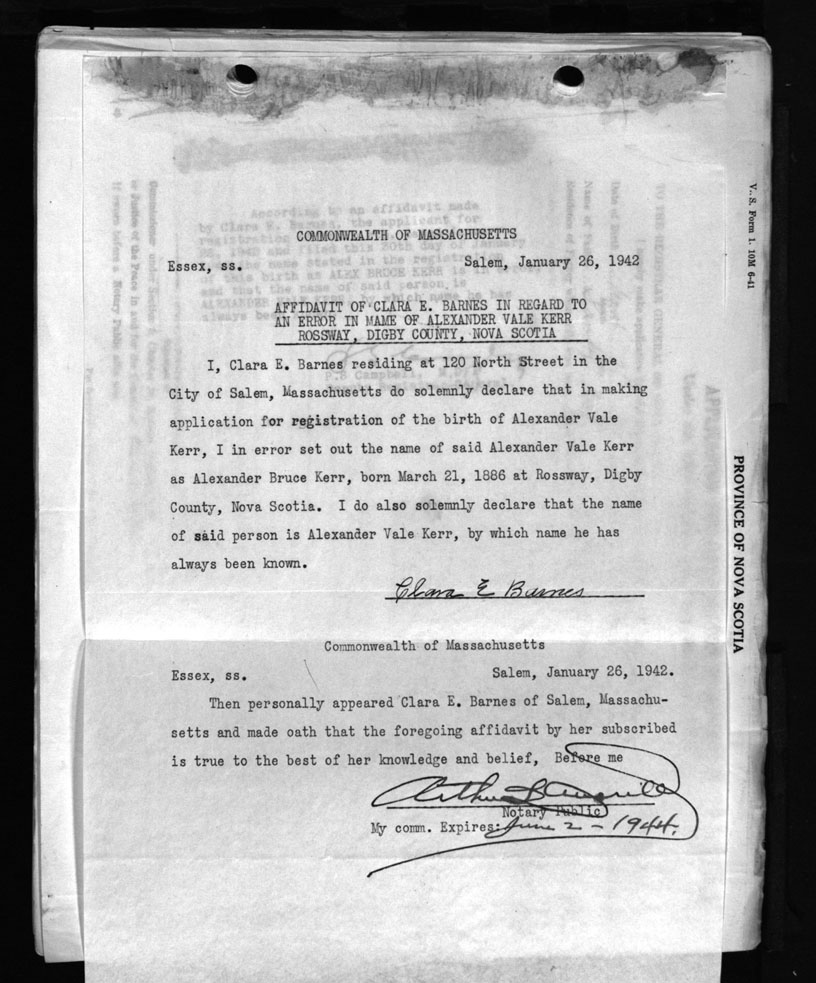 COMMONWEALTH OF MASSACHUSETTS
Essex, ss. Salem, January 26, 1942
AFFIDAVIT OF CLARA E. BARNES IN REGARD TO
AN ERROR IN MAME OF ALEXANDER VALE KERR
ROSSWAY, DIGBY COUNTY, NOVA SCOTIA
I, Clara E. Barnes residing at 120 North Street in the
City of Salem, Massachusetts do solemnly declare that in making
application for registration of the birth of Alexander Vale
Kerr, I in error set out the name of said Alexander Vale Kerr
as Alexander Bruce Kerr, born March 21, 1886 at Rossway, Digby
County, Nova Scotia. I do also solemnly declare that the name
of said person is Alexander Vale Kerr, by which name he has
always been known.
Clara E Barnes
Commonwealth of Massachusetts
Essex, ss. Salem, January 26, 1942.
Then personally appeared Clara E. Barnes of Salem, Massachu-
setts and made oath that the foregoing affidavit by her subscribed
is true to the best of her knowledge and belief, Before me
Arthur
Notary Public
My comm. Expires: June 2 - 1944.
V. S. Form 1. 10M 6-41
PROVINCE OF NOVA SCOTIA